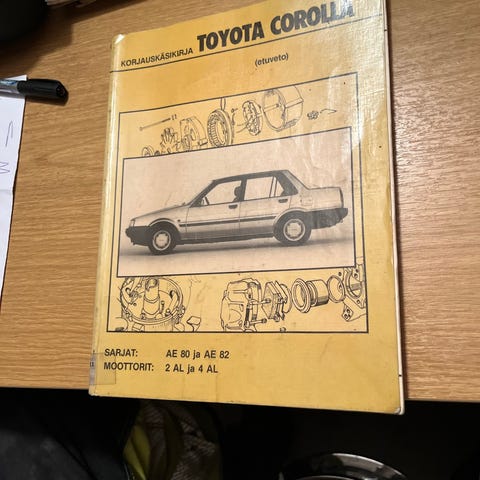 KORJAUSKÄSIKIRJA TOYOTA COROLLA
(etuveto)
SARJAT: AE 80 ja AE 82
MOOTTORIT: 2 AL ja 4 AL